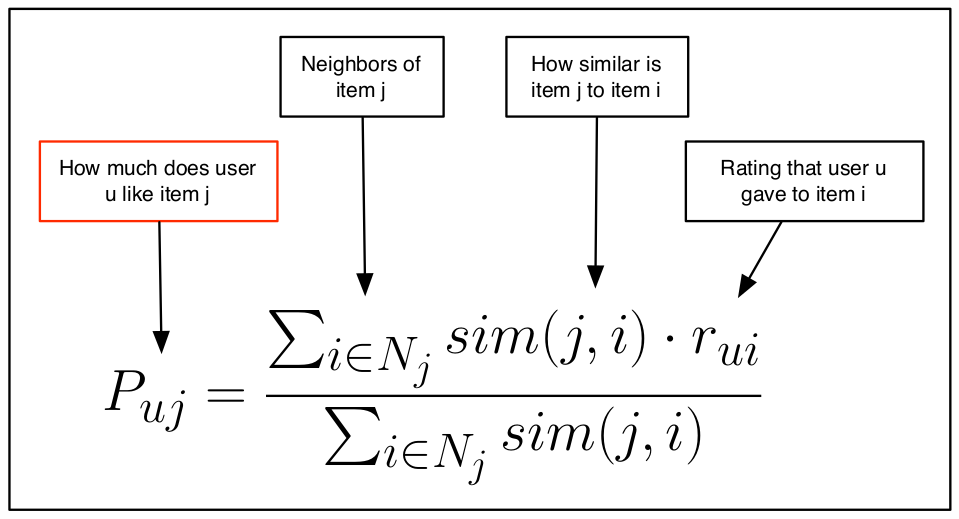 Neighbors of
item j
How similar is
item j to item i
How much does user
u like item j
Rating that user u
gave to item i
P_{uj} = \frac{\sum_{i \in N_j} sim(j, i) \cdot r_{ui}}{\sum_{i \in N_j} sim(j, i)}